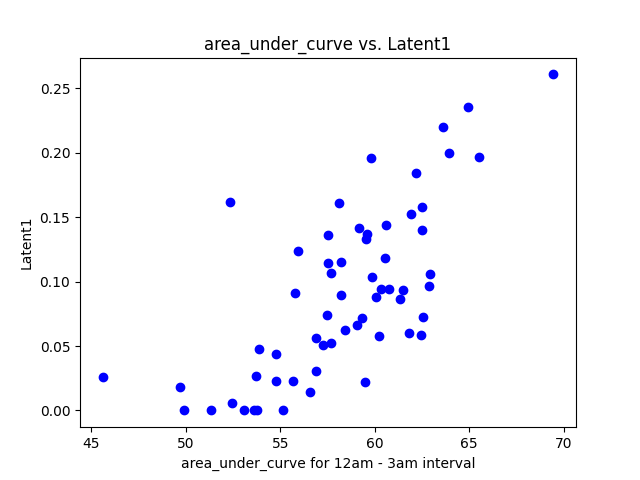 area_under_curve vs. Latent1
0.25
0.20
0.15
0.10
0.05
0.00
Latent1
45 50 55 60 65 70
area_under_curve for 12am - 3am interval